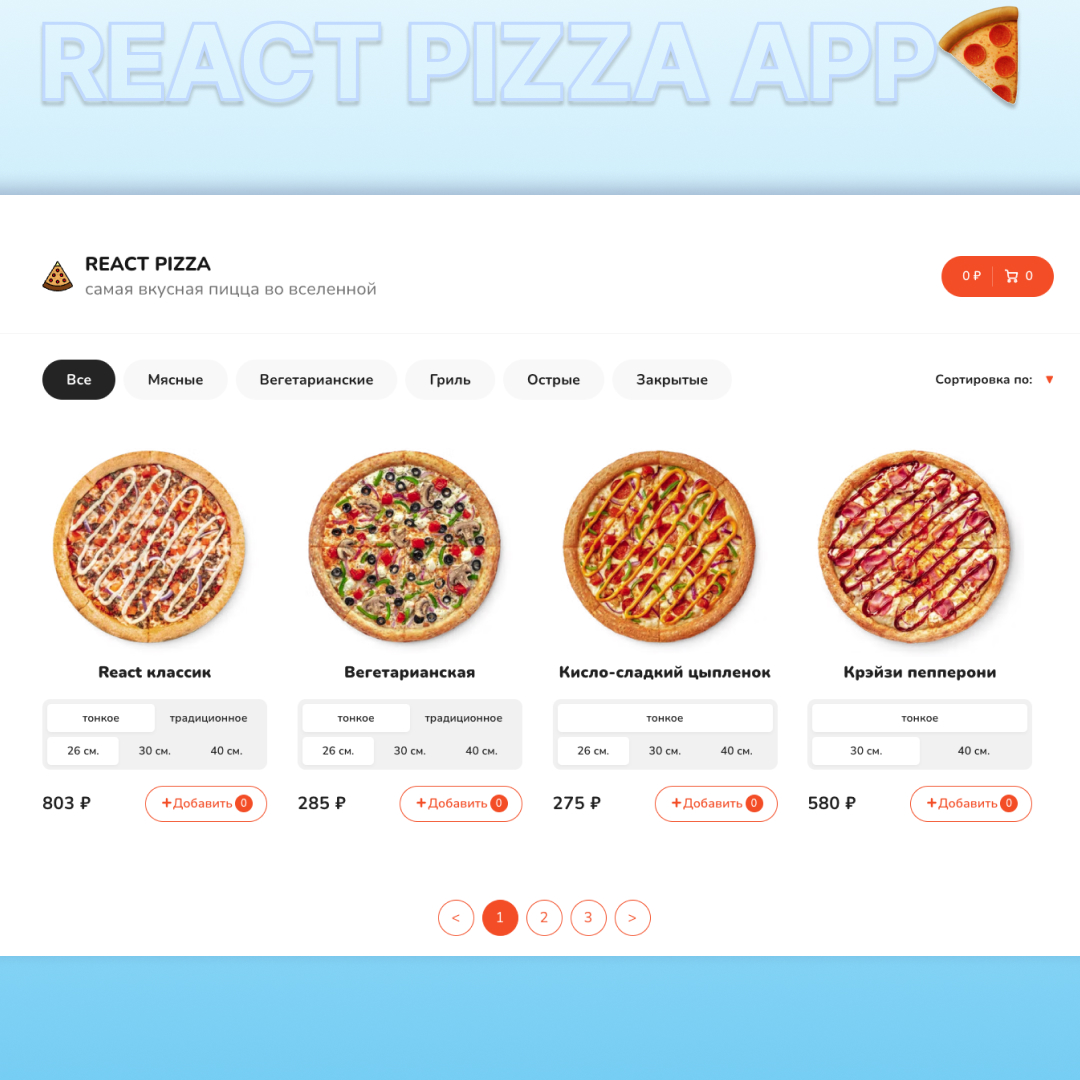 REACT PIZZA APP
REACT PIZZA
самая вкусная пицца во вселенной
0 ₽ 0
Все Мясные Вегетарианские Гриль Острые Закрытые Сортировка по: ▼
React классик Вегетарианская Кисло-сладкий цыпленок Крэйзи пепперони
тонкое традиционное тонкое традиционное тонкое тонкое
26 см. 30 см. 40 см. 26 см. 30 см. 40 см. 26 см. 30 см. 40 см. 30 см. 40 см.
803 ₽ +Добавить 0 285 ₽ +Добавить 0 275 ₽ +Добавить 0 580 ₽ +Добавить 0
< 1 2 3 >